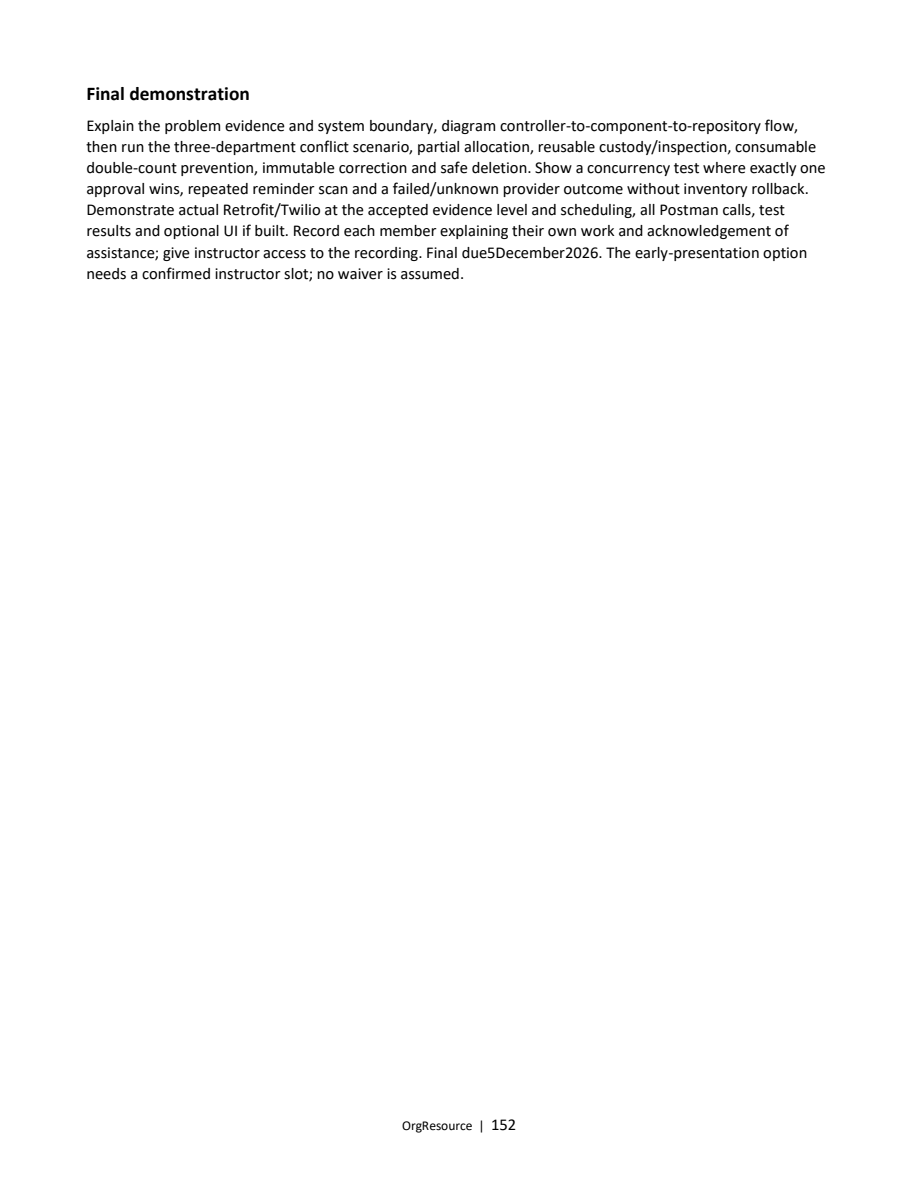 Final demonstration
Explain the problem evidence and system boundary, diagram controller-to-component-to-repository flow,
then run the three-department conflict scenario, partial allocation, reusable custody/inspection, consumable
double-count prevention, immutable correction and safe deletion. Show a concurrency test where exactly one
approval wins, repeated reminder scan and a failed/unknown provider outcome without inventory rollback.
Demonstrate actual Retrofit/Twilio at the accepted evidence level and scheduling, all Postman calls, test
results and optional UI if built. Record each member explaining their own work and acknowledgement of
assistance; give instructor access to the recording. Final due5December2026. The early-presentation option
needs a confirmed instructor slot; no waiver is assumed.
OrgResource | 152